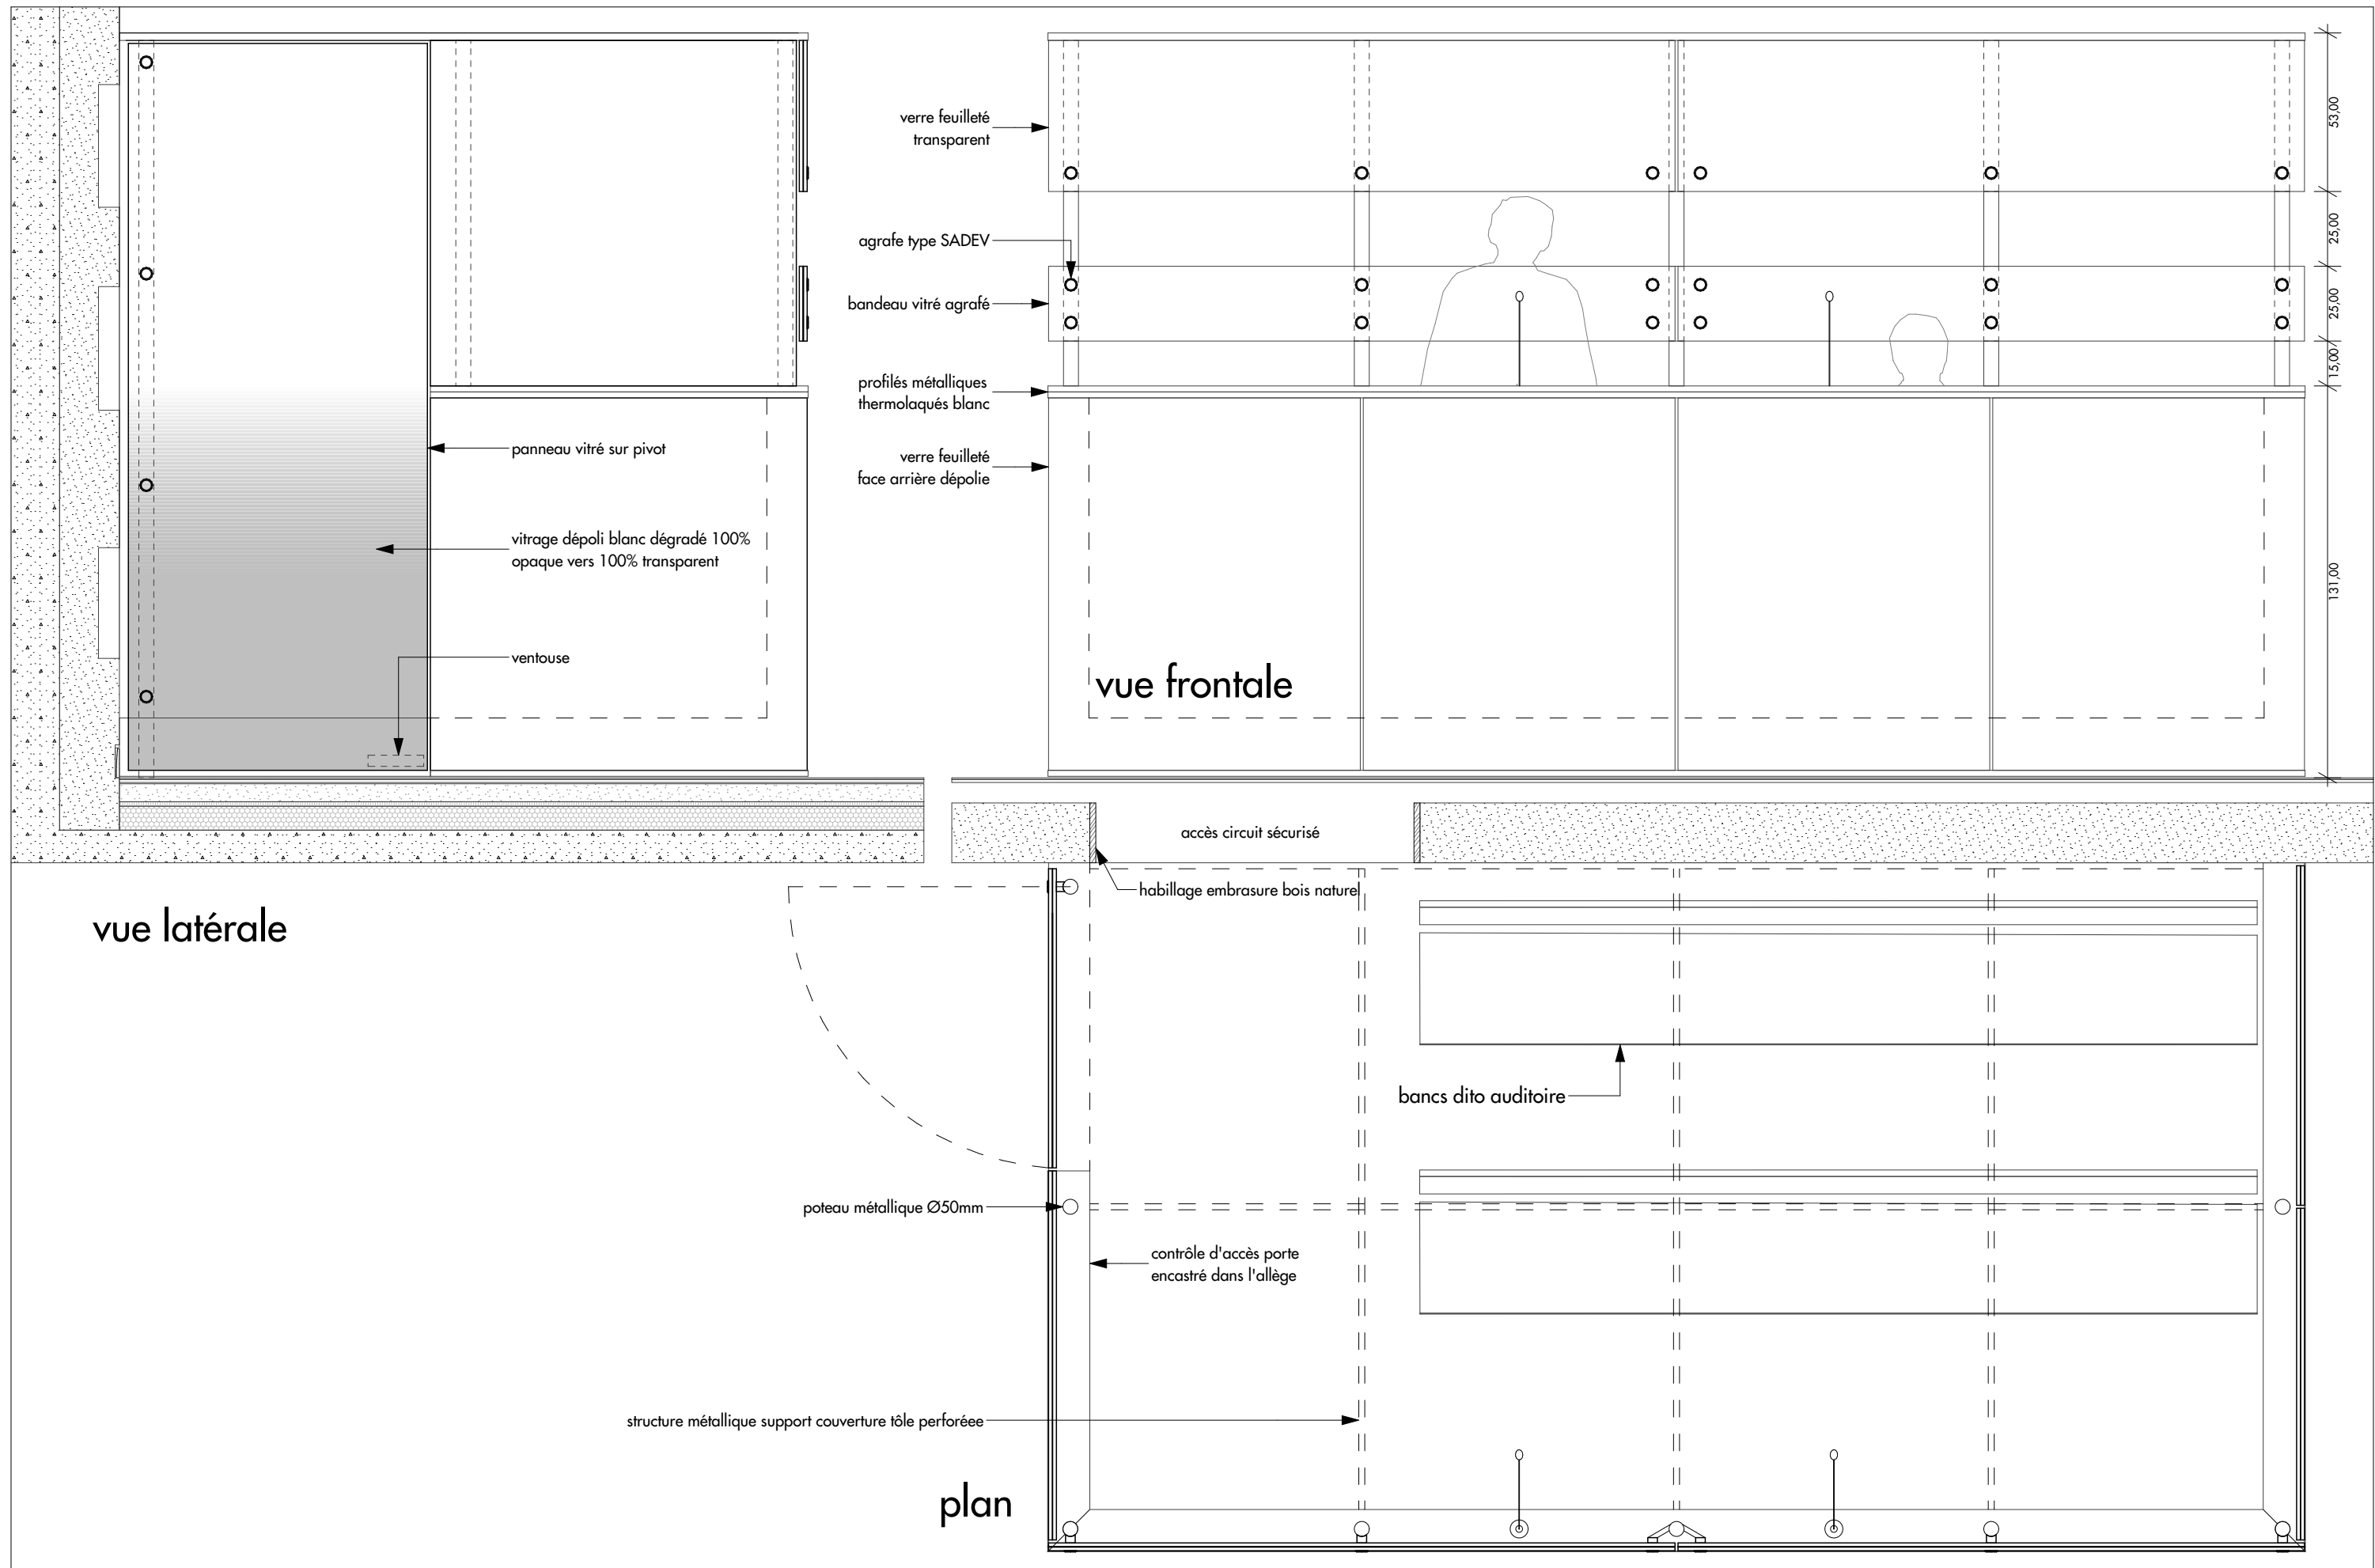 verre feuilleté
transparent
agrafe type SADEV
bandeau vitré agrafé
profilés métalliques
thermolaqués blanc
verre feuilleté
face arrière dépolie
panneau vitré sur pivot
vitrage dépoli blanc dégradé 100%
opaque vers 100% transparent
ventouse
vue frontale
53,00
25,00
25,00
15,00
131,00
accès circuit sécurisé
habillage embrasure bois naturel
vue latérale
bancs dito auditoire
poteau métallique Ø50mm
contrôle d'accès porte
encastré dans l'allège
structure métallique support couverture tôle perforéee
plan